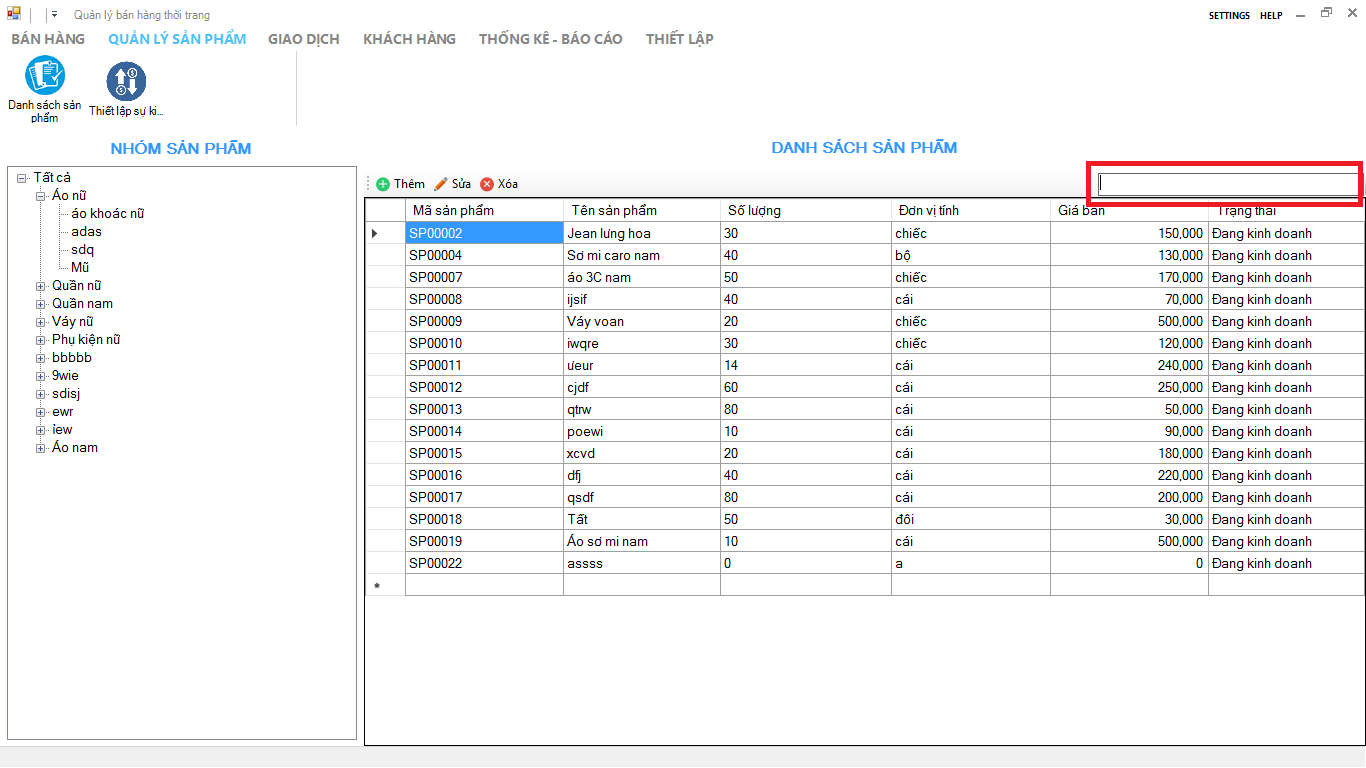 Quản lý bán hàng thời trang
SETTINGS HELP
BÁN HÀNG QUẢN LÝ SẢN PHẨM GIAO DỊCH KHÁCH HÀNG THỐNG KÊ - BÁO CÁO THIẾT LẬP
Danh sách sản
phẩm
Thiết lập sự ki...
NHÓM SẢN PHẨM
Tất cả
Áo nữ
áo khoác nữ
adas
sdq
Mũ
Quần nữ
Quần nam
Váy nữ
Phụ kiện nữ
bbbbb
9wie
sdisj
ewr
iew
Áo nam
DANH SÁCH SẢN PHẨM
Thêm Sửa Xóa
Mã sản phẩm Tên sản phẩm Số lượng Đơn vị tính Giá bán Trạng thái
SP00002 Jean lưng hoa 30 chiếc 150,000 Đang kinh doanh
SP00004 Sơ mi caro nam 40 bộ 130,000 Đang kinh doanh
SP00007 áo 3C nam 50 chiếc 170,000 Đang kinh doanh
SP00008 ijsif 40 cái 70,000 Đang kinh doanh
SP00009 Váy voan 20 chiếc 500,000 Đang kinh doanh
SP00010 iwqre 30 chiếc 120,000 Đang kinh doanh
SP00011 ưeur 14 cái 240,000 Đang kinh doanh
SP00012 cjdf 60 cái 250,000 Đang kinh doanh
SP00013 qtrw 80 cái 50,000 Đang kinh doanh
SP00014 poewi 10 cái 90,000 Đang kinh doanh
SP00015 xcvd 20 cái 180,000 Đang kinh doanh
SP00016 dfj 40 cái 220,000 Đang kinh doanh
SP00017 qsdf 80 cái 200,000 Đang kinh doanh
SP00018 Tất 50 đôi 30,000 Đang kinh doanh
SP00019 Áo sơ mi nam 10 cái 500,000 Đang kinh doanh
SP00022 assss 0 a 0 Đang kinh doanh